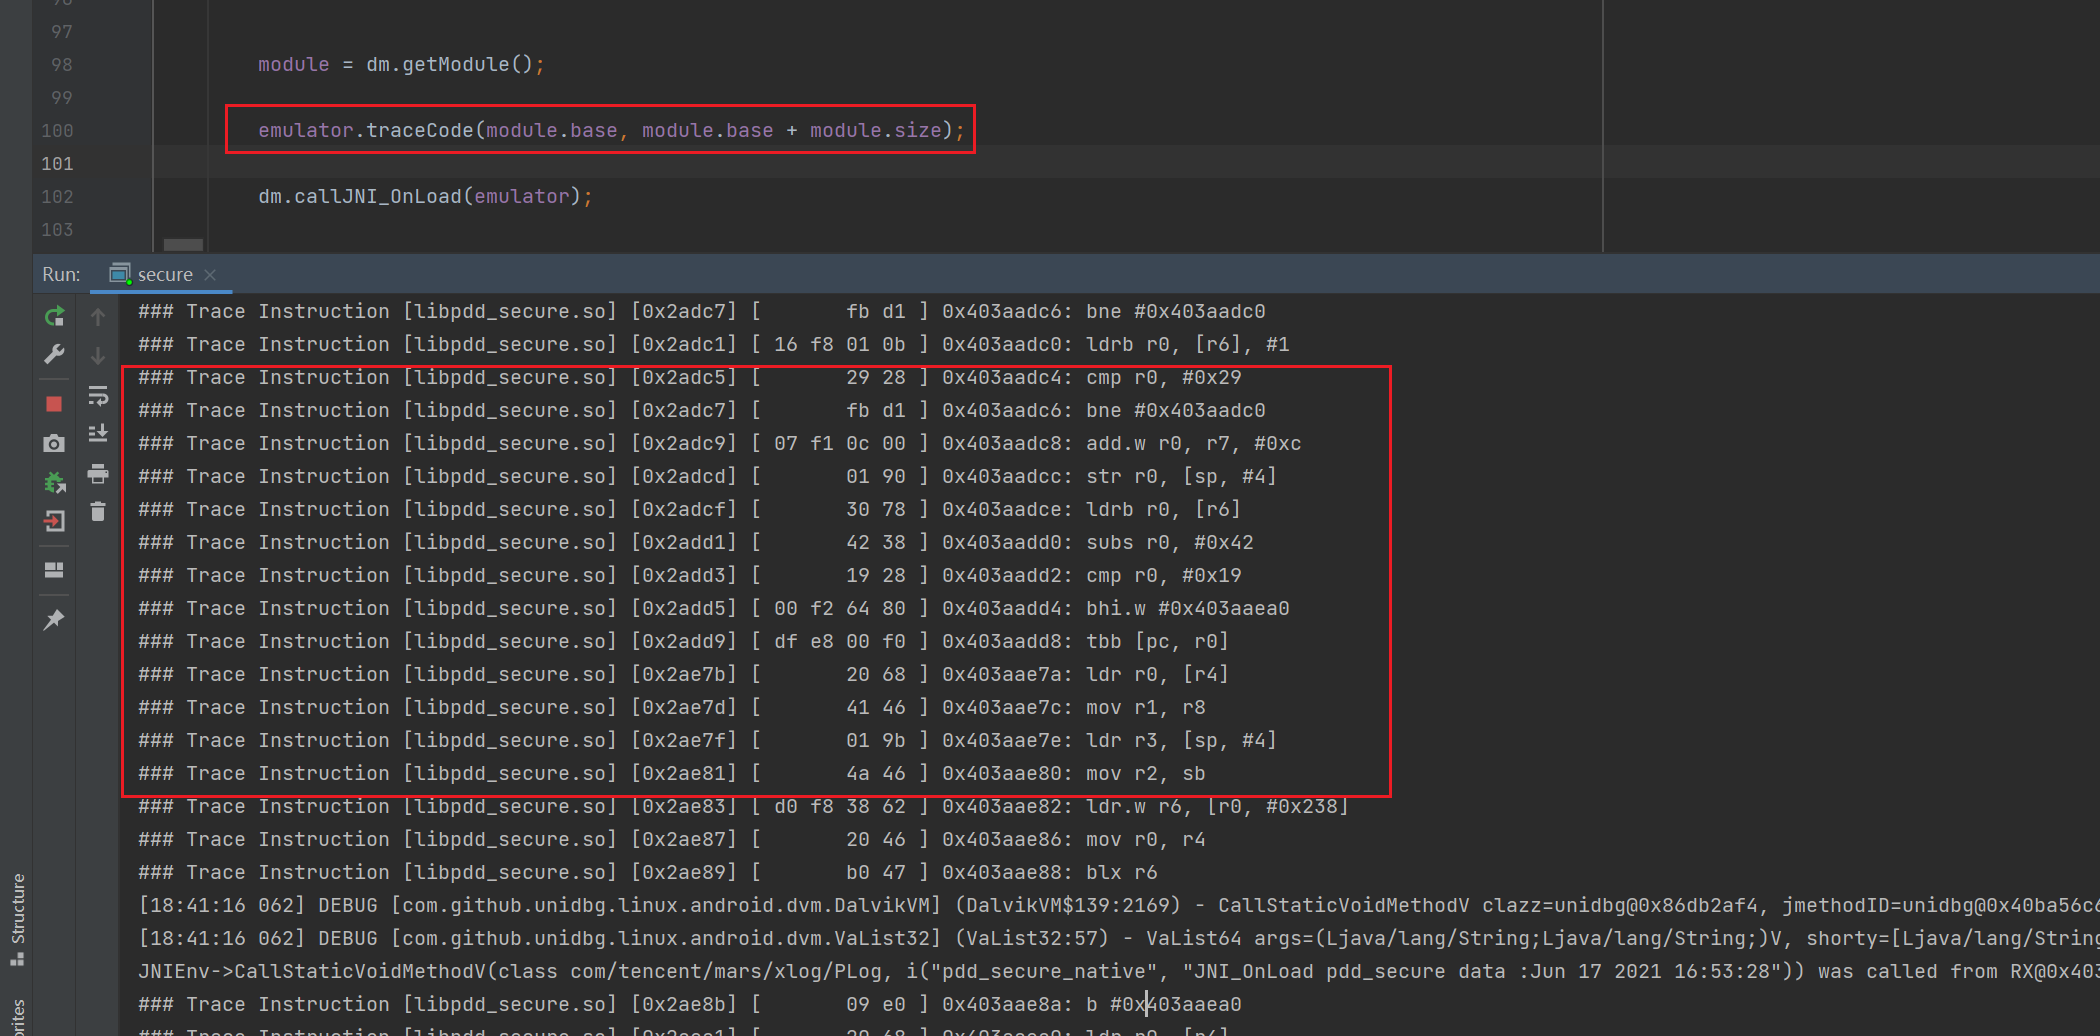 97
98 module = dm.getModule();
99
100 emulator.traceCode(module.base, module.base + module.size);
101
102 dm.callJNI_OnLoad(emulator);
103
Run: secure
### Trace Instruction [libpdd_secure.so] [0x2adc7] [ fb d1 ] 0x403aadc6: bne #0x403aadc0
### Trace Instruction [libpdd_secure.so] [0x2adc1] [ 16 f8 01 0b ] 0x403aadc0: ldrb r0, [r6], #1
### Trace Instruction [libpdd_secure.so] [0x2adc5] [ 29 28 ] 0x403aadc4: cmp r0, #0x29
### Trace Instruction [libpdd_secure.so] [0x2adc7] [ fb d1 ] 0x403aadc6: bne #0x403aadc0
### Trace Instruction [libpdd_secure.so] [0x2adc9] [ 07 f1 0c 00 ] 0x403aadc8: add.w r0, r7, #0xc
### Trace Instruction [libpdd_secure.so] [0x2adcd] [ 01 90 ] 0x403aadcc: str r0, [sp, #4]
### Trace Instruction [libpdd_secure.so] [0x2adcf] [ 30 78 ] 0x403aadce: ldrb r0, [r6]
### Trace Instruction [libpdd_secure.so] [0x2add1] [ 42 38 ] 0x403aadd0: subs r0, #0x42
### Trace Instruction [libpdd_secure.so] [0x2add3] [ 19 28 ] 0x403aadd2: cmp r0, #0x19
### Trace Instruction [libpdd_secure.so] [0x2add5] [ 00 f2 64 80 ] 0x403aadd4: bhi.w #0x403aaea0
### Trace Instruction [libpdd_secure.so] [0x2add9] [ df e8 00 f0 ] 0x403aadd8: tbb [pc, r0]
### Trace Instruction [libpdd_secure.so] [0x2ae7b] [ 20 68 ] 0x403aae7a: ldr r0, [r4]
### Trace Instruction [libpdd_secure.so] [0x2ae7d] [ 41 46 ] 0x403aae7c: mov r1, r8
### Trace Instruction [libpdd_secure.so] [0x2ae7f] [ 01 9b ] 0x403aae7e: ldr r3, [sp, #4]
### Trace Instruction [libpdd_secure.so] [0x2ae81] [ 4a 46 ] 0x403aae80: mov r2, sb
### Trace Instruction [libpdd_secure.so] [0x2ae83] [ d0 f8 38 62 ] 0x403aae82: ldr.w r6, [r0, #0x238]
### Trace Instruction [libpdd_secure.so] [0x2ae87] [ 20 46 ] 0x403aae86: mov r0, r4
### Trace Instruction [libpdd_secure.so] [0x2ae89] [ b0 47 ] 0x403aae88: blx r6
[18:41:16 062] DEBUG [com.github.unidbg.linux.android.dvm.DalvikVM] (DalvikVM$139:2169) - CallStaticVoidMethodV clazz=unidbg@0x86db2af4, jmethodID=unidbg@0x40ba56c6
[18:41:16 062] DEBUG [com.github.unidbg.linux.android.dvm.VaList32] (VaList32:57) - VaList64 args=(Ljava/lang/String;Ljava/lang/String;)V, shorty=[Ljava/lang/String
JNIEnv->CallStaticVoidMethodV(class com/tencent/mars/xlog/PLog, i("pdd_secure_native", "JNI_OnLoad pdd_secure data :Jun 17 2021 16:53:28")) was called from RX@0x403
### Trace Instruction [libpdd_secure.so] [0x2ae8b] [ 09 e0 ] 0x403aae8a: b #0x403aaea0
Structure